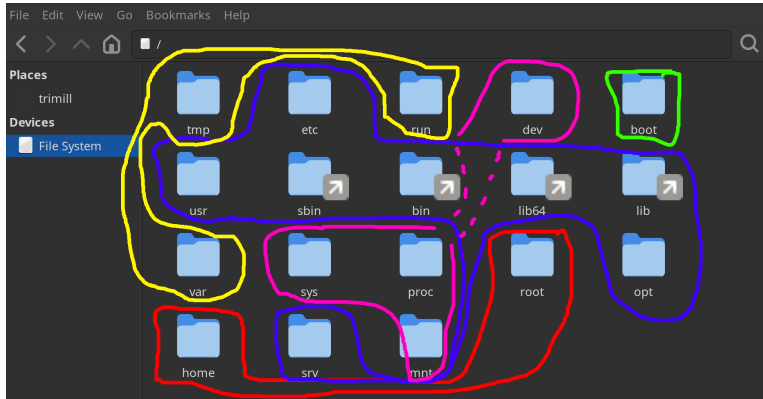 File Edit View Go Bookmarks Help
/
Places
trimill
Devices
File System
tmp etc run dev boot
usr sbin bin lib64 lib
var sys proc root opt
home srv mnt